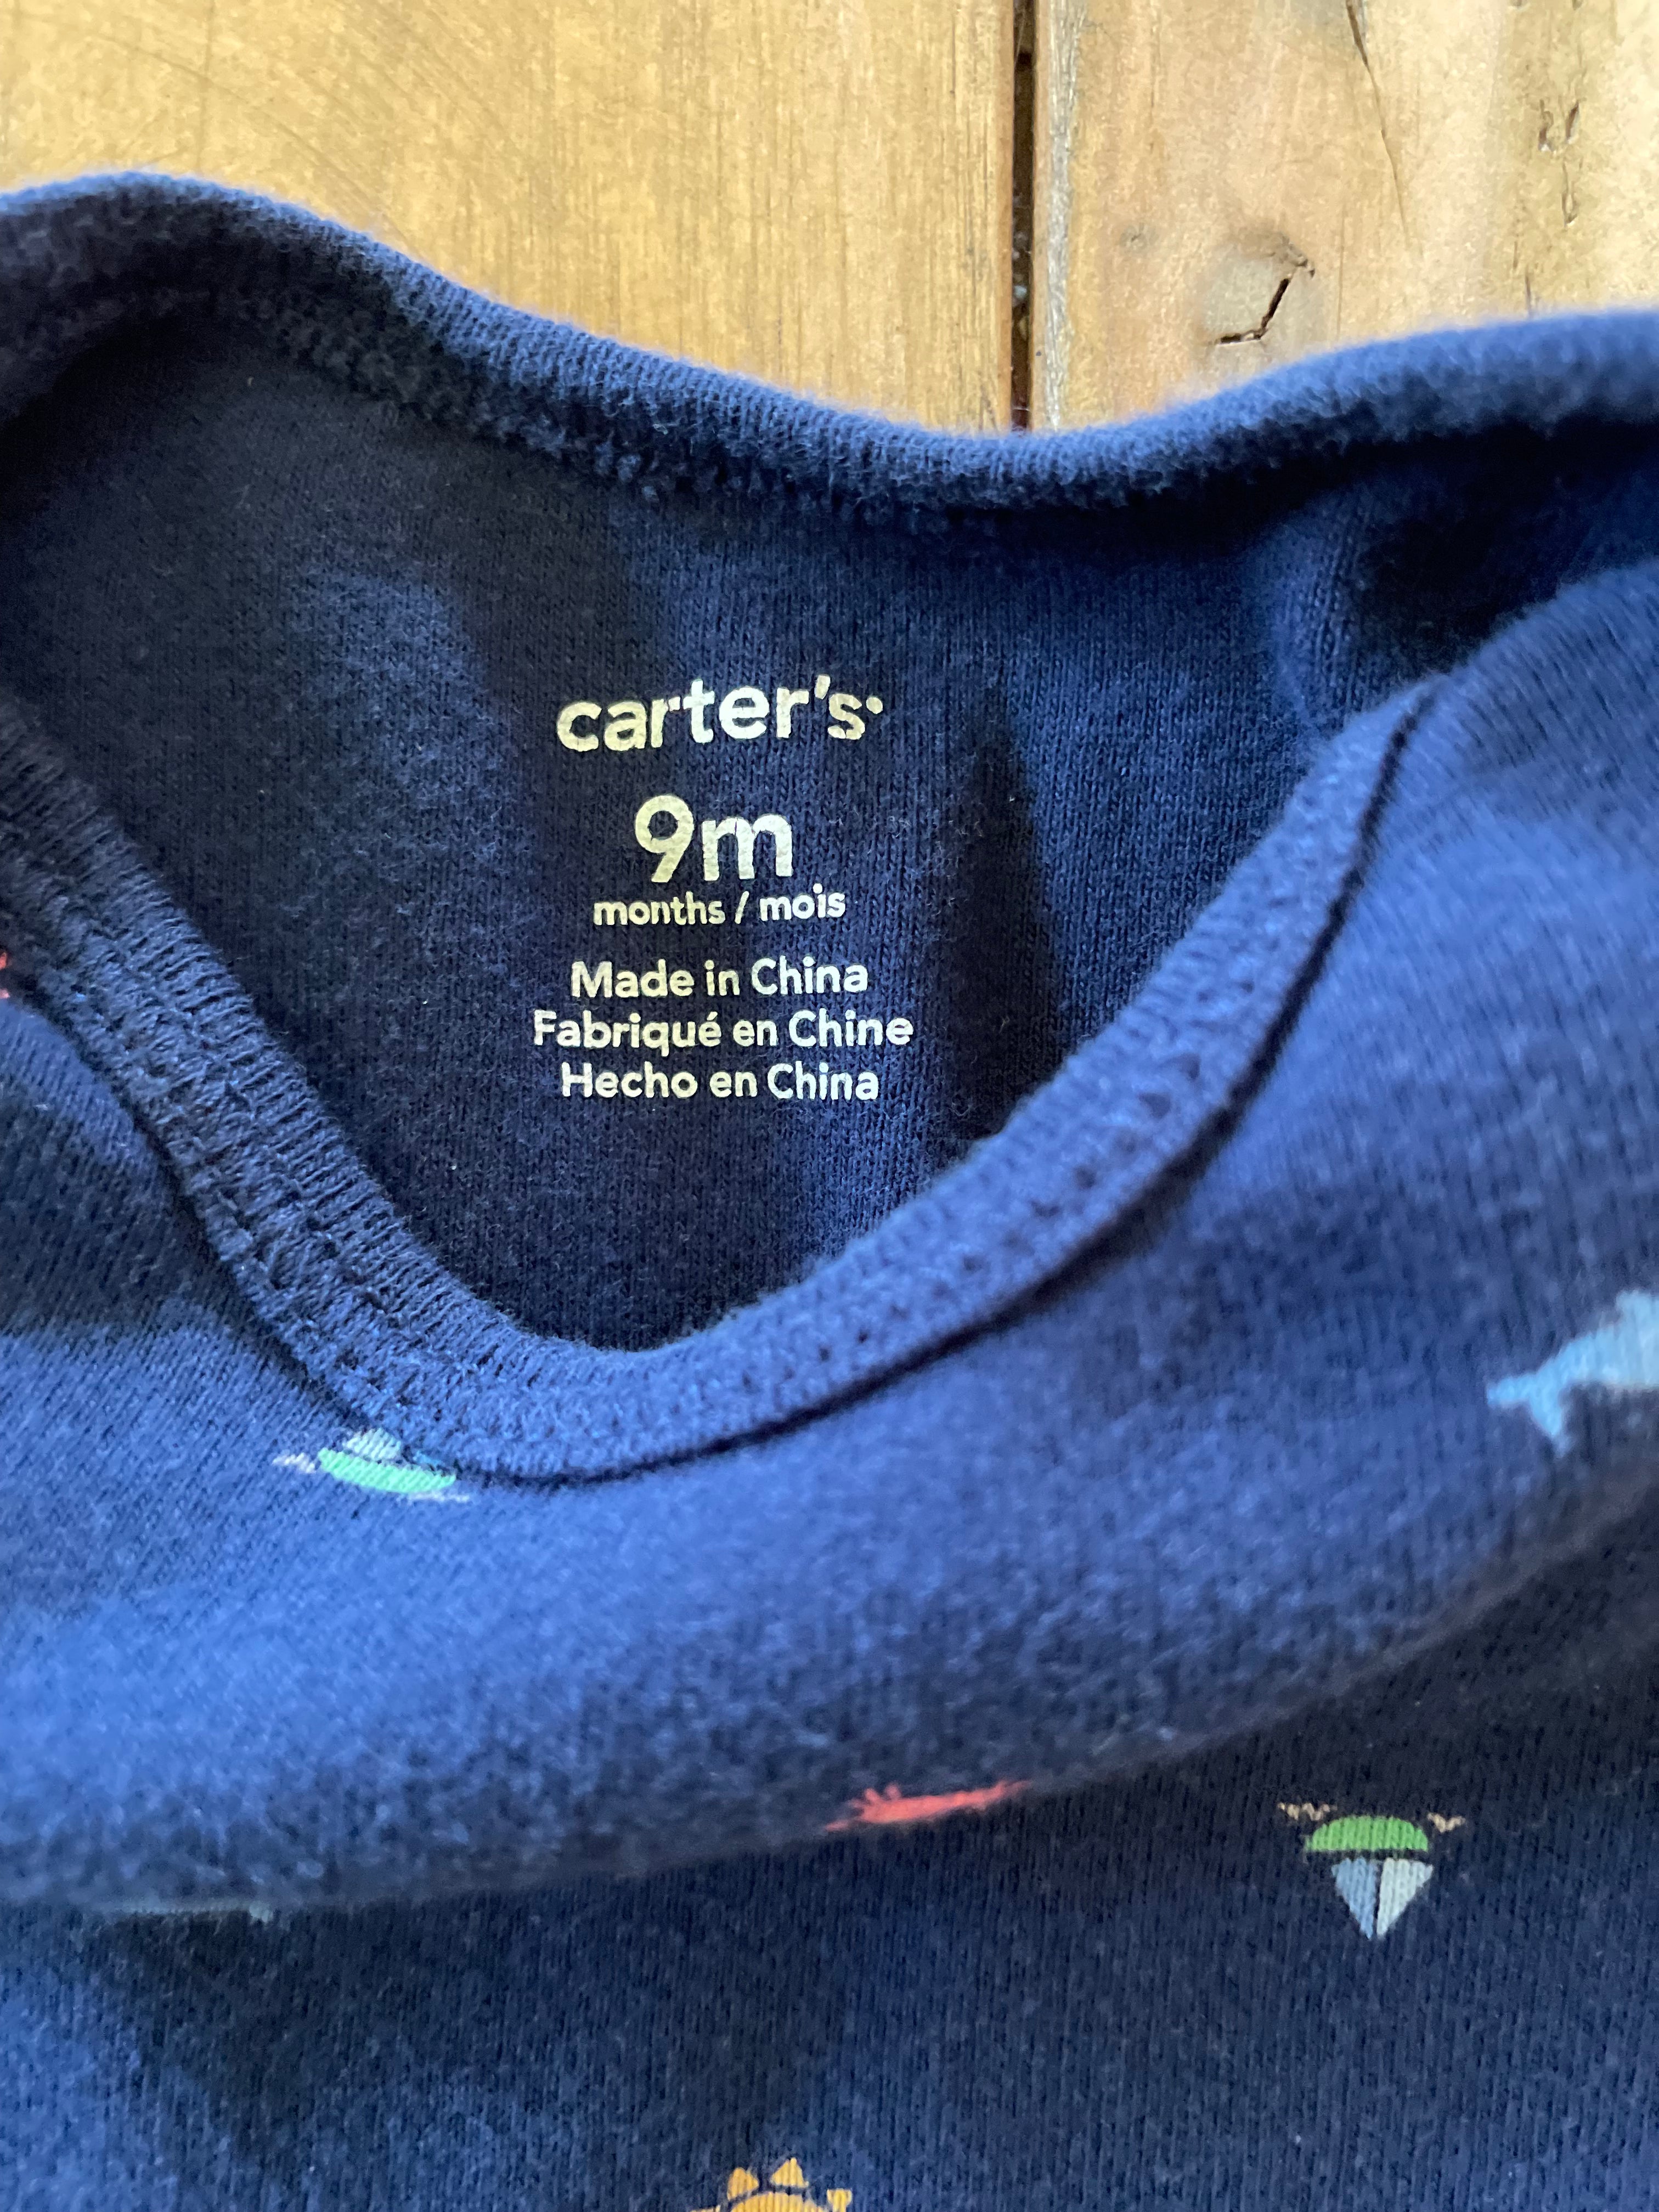 carter's
9m
months / mois
Made in China
Fabriqué en Chine
Hecho en China